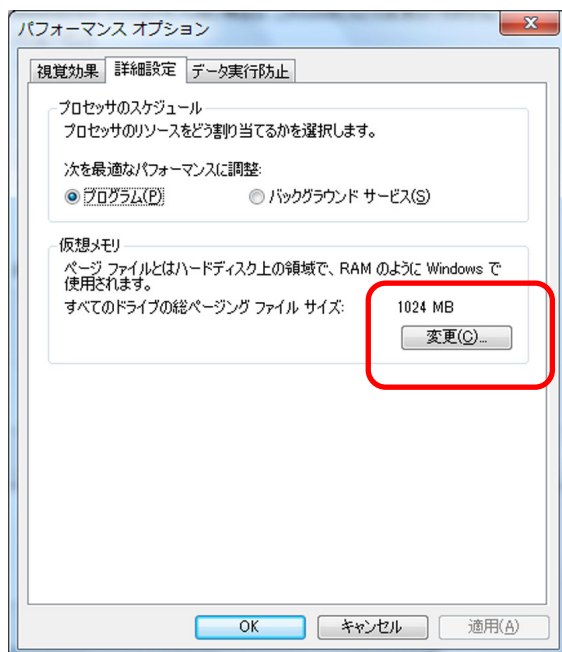 パフォーマンス オプション
視覚効果 詳細設定 データ実行防止
プロセッサのスケジュール
プロセッサのリソースをどう割り当てるかを選択します。
次を最適なパフォーマンスに調整:
プログラム(P) バックグラウンド サービス(S)
仮想メモリ
ページ ファイルとはハードディスク上の領域で、RAM のように Windows で
使用されます。
すべてのドライブの総ページング ファイル サイズ: 1024 MB
変更(C)...
OK キャンセル 適用(A)